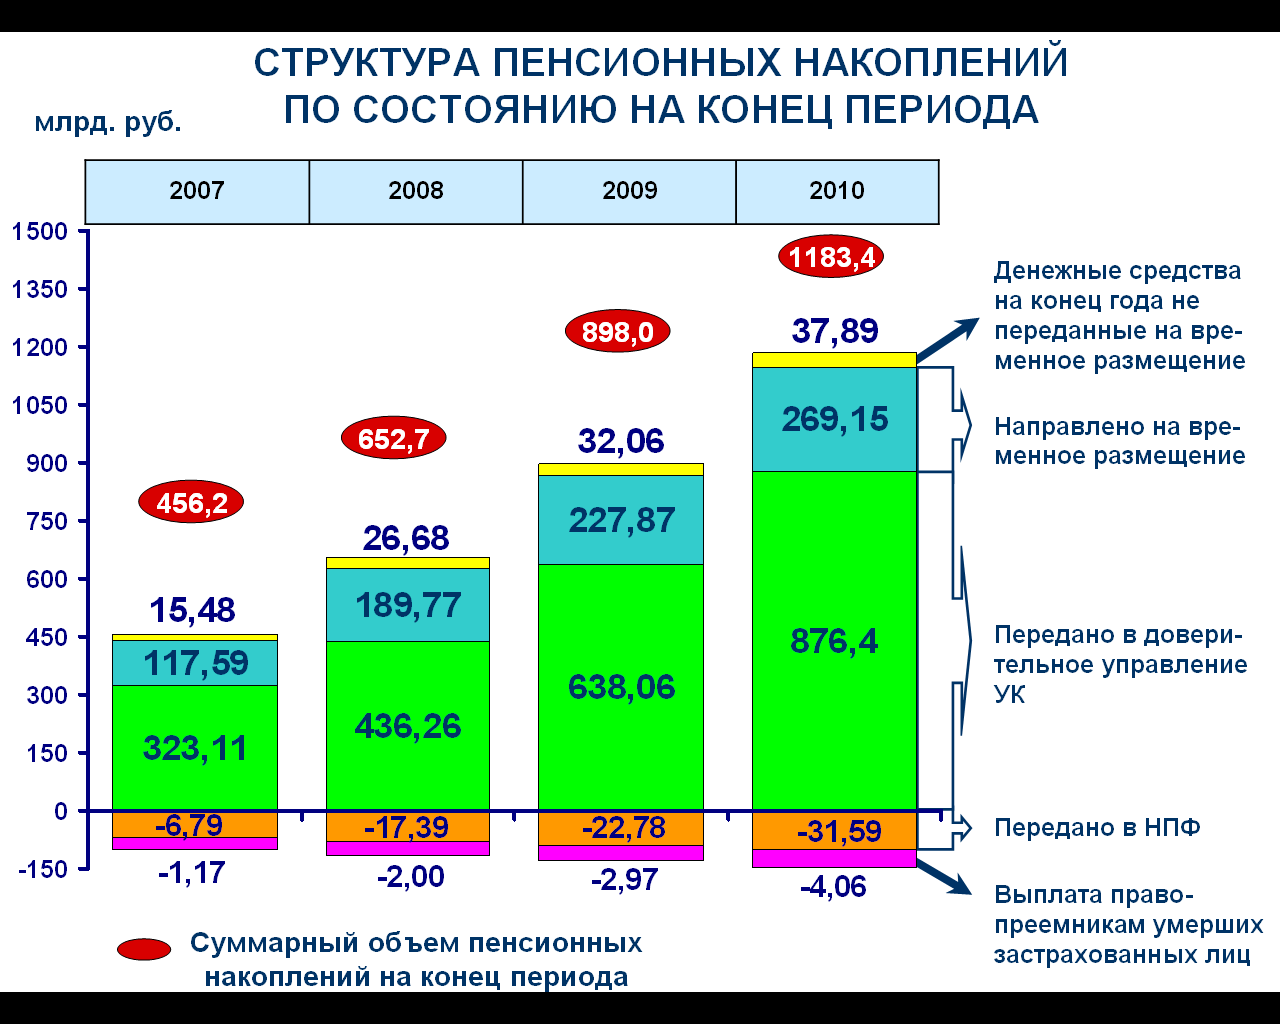 СТРУКТУРА ПЕНСИОННЫХ НАКОПЛЕНИЙ
ПО СОСТОЯНИЮ НА КОНЕЦ ПЕРИОДА
млрд. руб.
2007 2008 2009 2010
1500
1350
1200
1050
900
750
600
450
300
150
0
-150
456,2
15,48
117,59
323,11
-6,79
-1,17
652,7
26,68
189,77
436,26
-17,39
-2,00
898,0
32,06
227,87
638,06
-22,78
-2,97
1183,4
37,89
269,15
876,4
-31,59
-4,06
Денежные средства
на конец года не
переданные на вре-
менное размещение
Направлено на вре-
менное размещение
Передано в довери-
тельное управление
УК
Передано в НПФ
Выплата право-
преемникам умерших
застрахованных лиц
Суммарный объем пенсионных
накоплений на конец периода